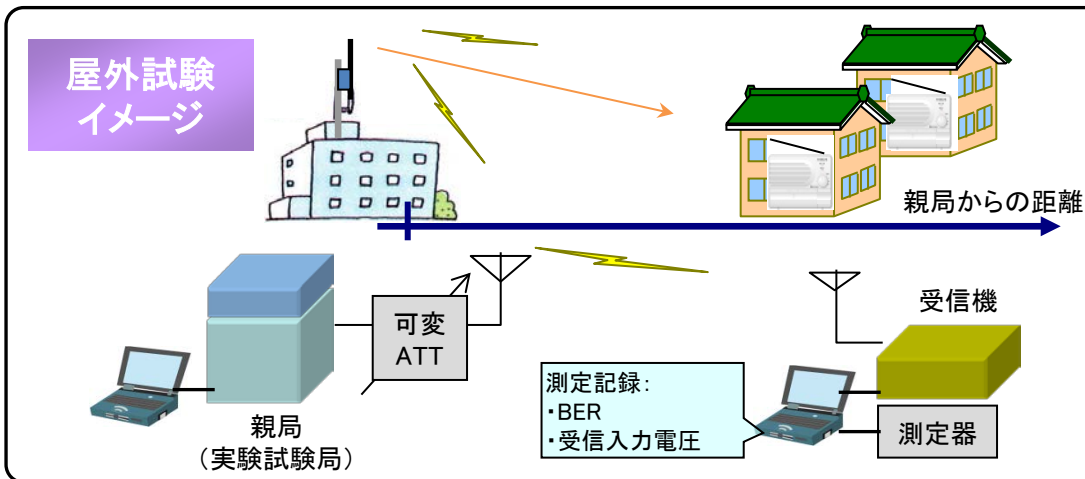 屋外試験
イメージ
親局からの距離
可変
ATT
受信機
測定記録：
・BER
・受信入力電圧
測定器
親局
（実験試験局）